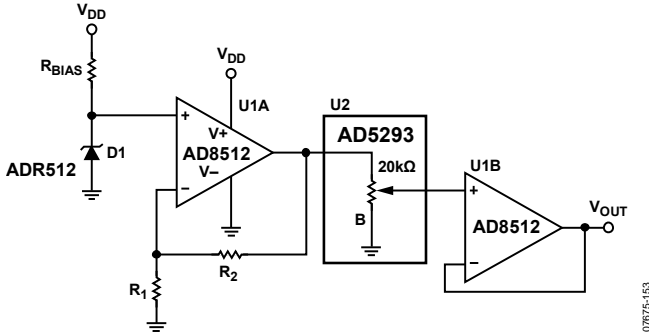 VDD
RBIAS
ADR512
D1
+
−
VDD
U1A
V+
AD8512
V−
R2
R1
U2
AD5293
20kΩ
B
U1B
+
−
AD8512
VOUT
07675-153